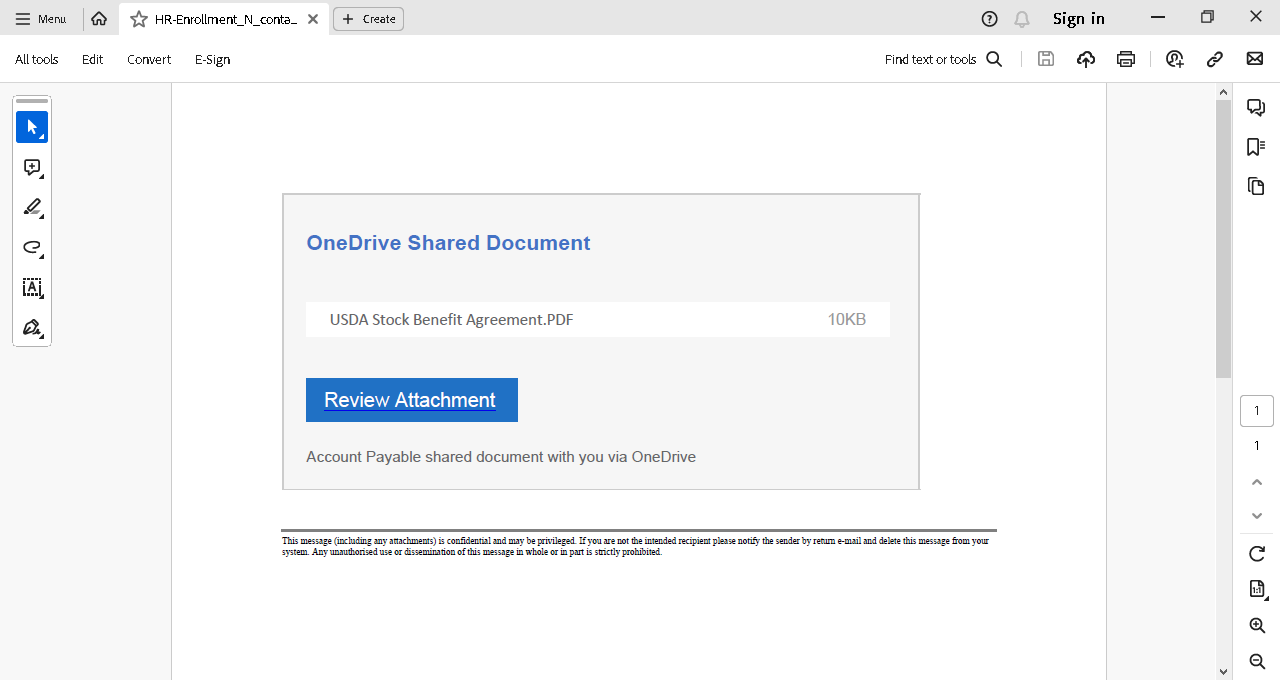 Menu
HR-Enrollment_N_conta...
Create
Sign in
All tools
Edit
Convert
E-Sign
Find text or tools
OneDrive Shared Document
USDA Stock Benefit Agreement.PDF 10KB
Review Attachment
Account Payable shared document with you via OneDrive
This message (including any attachments) is confidential and may be privileged. If you are not the intended recipient please notify the sender by return e-mail and delete this message from your
system. Any unauthorised use or dissemination of this message in whole or in part is strictly prohibited.
1
1
1:1